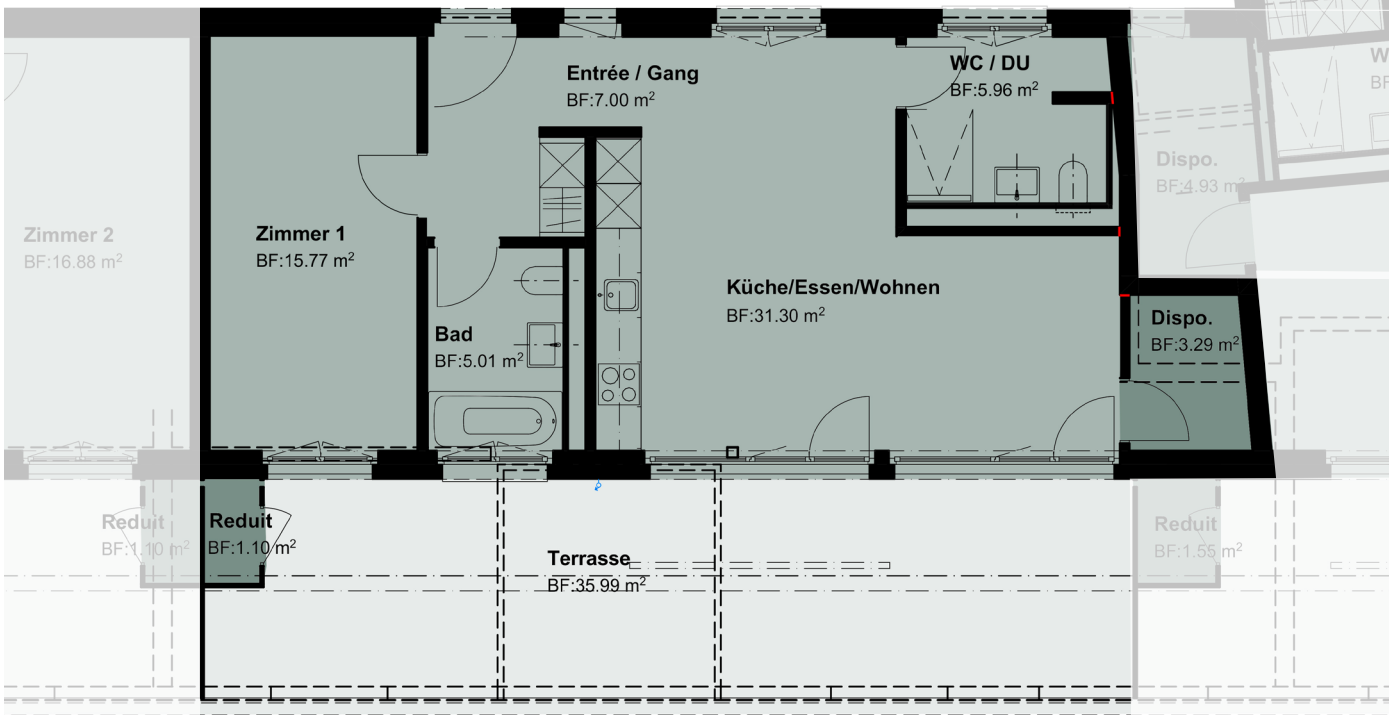 Entrée / Gang
BF:7.00 m²
WC / DU
BF:5.96 m²
W
BF
Dispo.
BF:4.93 m²
Zimmer 2
BF:16.88 m²
Zimmer 1
BF:15.77 m²
Küche/Essen/Wohnen
BF:31.30 m²
Bad
BF:5.01 m²
Dispo.
BF:3.29 m²
Reduit
BF:1.10 m²
Reduit
BF:1.10 m²
Terrasse
BF:35.99 m²
Reduit
BF:1.55 m²